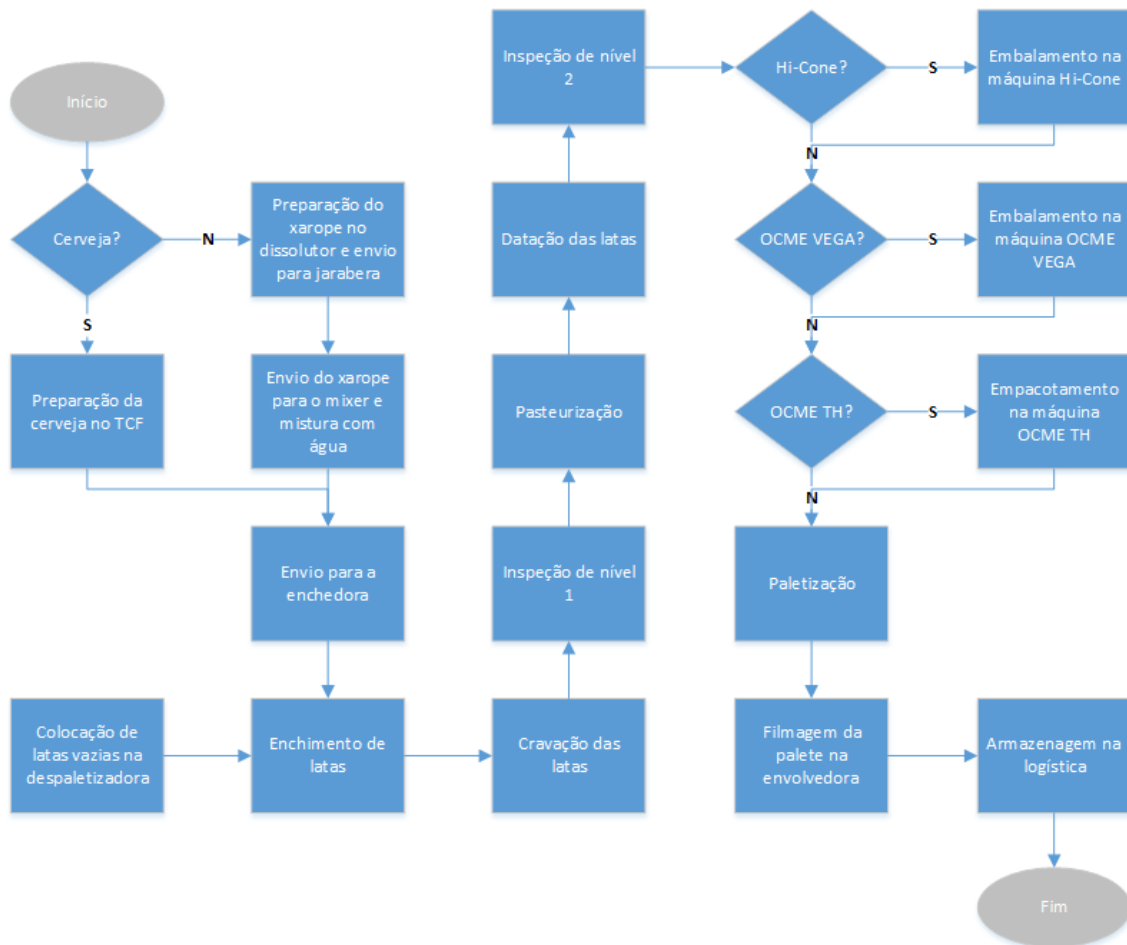 Início
Cerveja?
N
Preparação do
xarope no
dissolutor e envio
para jarabera
S
Preparação da
cerveja no TCF
Envio do xarope
para o mixer e
mistura com
água
Envio para a
enchedora
Colocação de
latas vazias na
despaletizadora
Enchimento de
latas
Cravação das
latas
Inspeção de nível
1
Pasteurização
Datação das latas
Inspeção de nível
2
Hi-Cone?
S
Embalamento na
máquina Hi-Cone
N
OCME VEGA?
S
Embalamento na
máquina OCME
VEGA
N
OCME TH?
S
Empacotamento
na máquina
OCME TH
N
Paletização
Filmagem da
palete na
envolvedora
Armazenagem na
logística
Fim